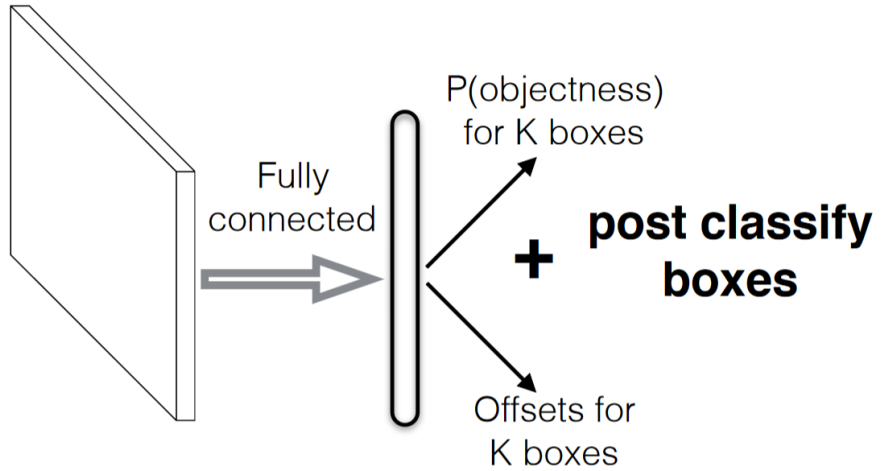 Fully
connected
P(objectness)
for K boxes
+
post classify
boxes
Offsets for
K boxes